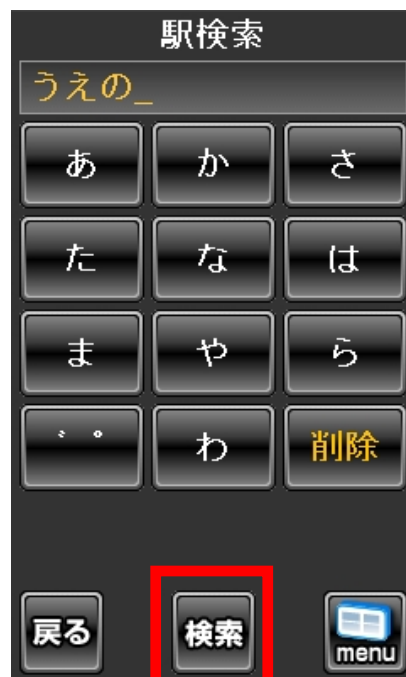 駅検索
うえの_
あ か さ
た な は
ま や ら
゛゜ わ 削除
戻る 検索 menu